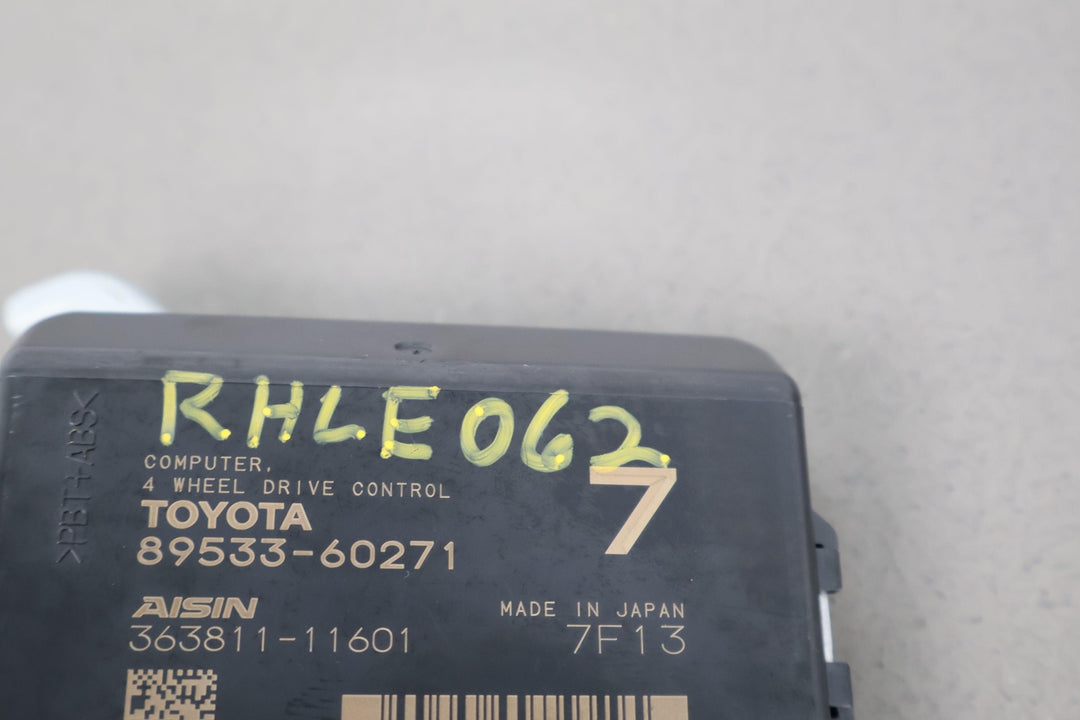 RHLE062
>PBT+ABS<
COMPUTER,
4 WHEEL DRIVE CONTROL
TOYOTA
7
89533-60271
AISIN
MADE IN JAPAN
363811-11601
7F13